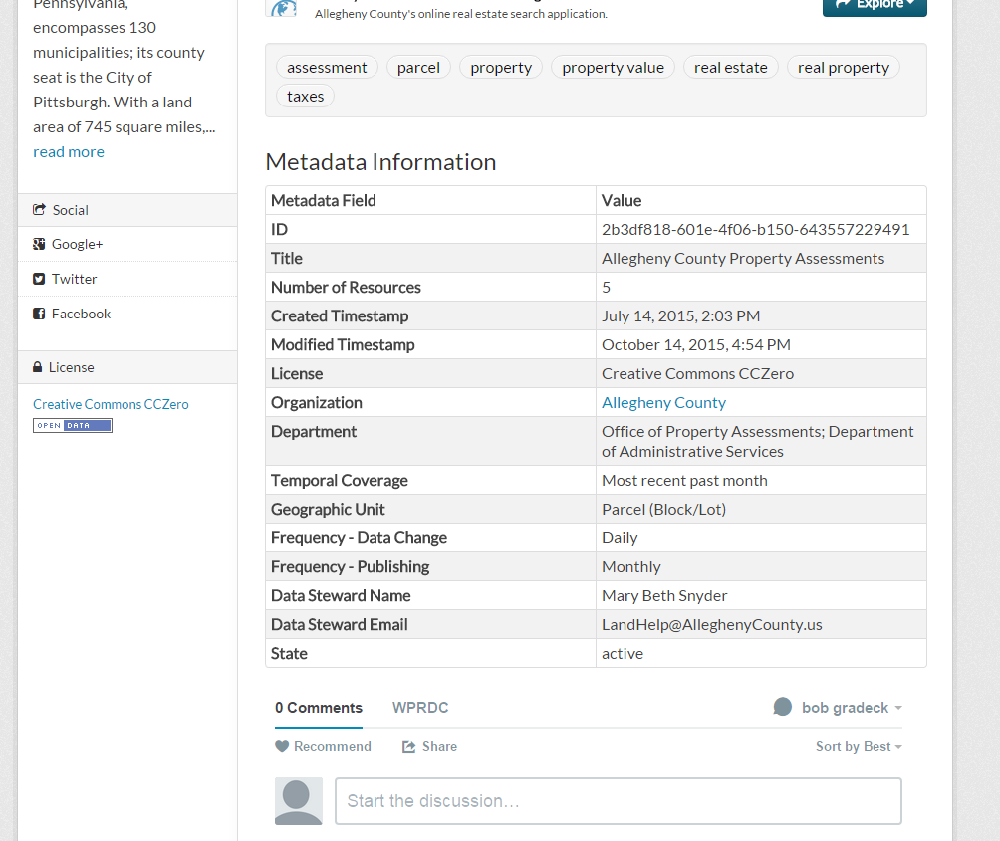 Pennsylvania,
encompasses 130
municipalities; its county
seat is the City of
Pittsburgh. With a land
area of 745 square miles,...
read more
Social
Google+
Twitter
Facebook
License
Creative Commons CCZero
OPEN DATA
Allegheny County's online real estate search application.
Explore
assessment parcel property property value real estate real property
taxes
Metadata Information
Metadata Field Value
ID 2b3df818-601e-4f06-b150-643557229491
Title Allegheny County Property Assessments
Number of Resources 5
Created Timestamp July 14, 2015, 2:03 PM
Modified Timestamp October 14, 2015, 4:54 PM
License Creative Commons CCZero
Organization Allegheny County
Department Office of Property Assessments; Department
of Administrative Services
Temporal Coverage Most recent past month
Geographic Unit Parcel (Block/Lot)
Frequency - Data Change Daily
Frequency - Publishing Monthly
Data Steward Name Mary Beth Snyder
Data Steward Email LandHelp@AlleghenyCounty.us
State active
0 Comments WPRDC bob gradeck
Recommend Share Sort by Best
Start the discussion…